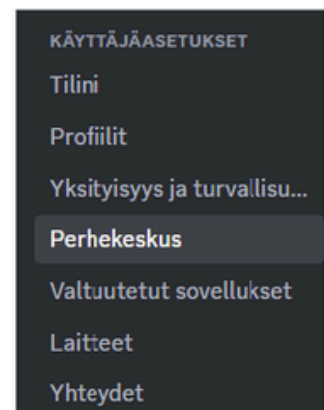 KÄYTTÄJÄASETUKSET
Tilini
Profiilit
Yksityisyys ja turvallisu...
Perhekeskus
Valtuutetut sovellukset
Laitteet
Yhteydet